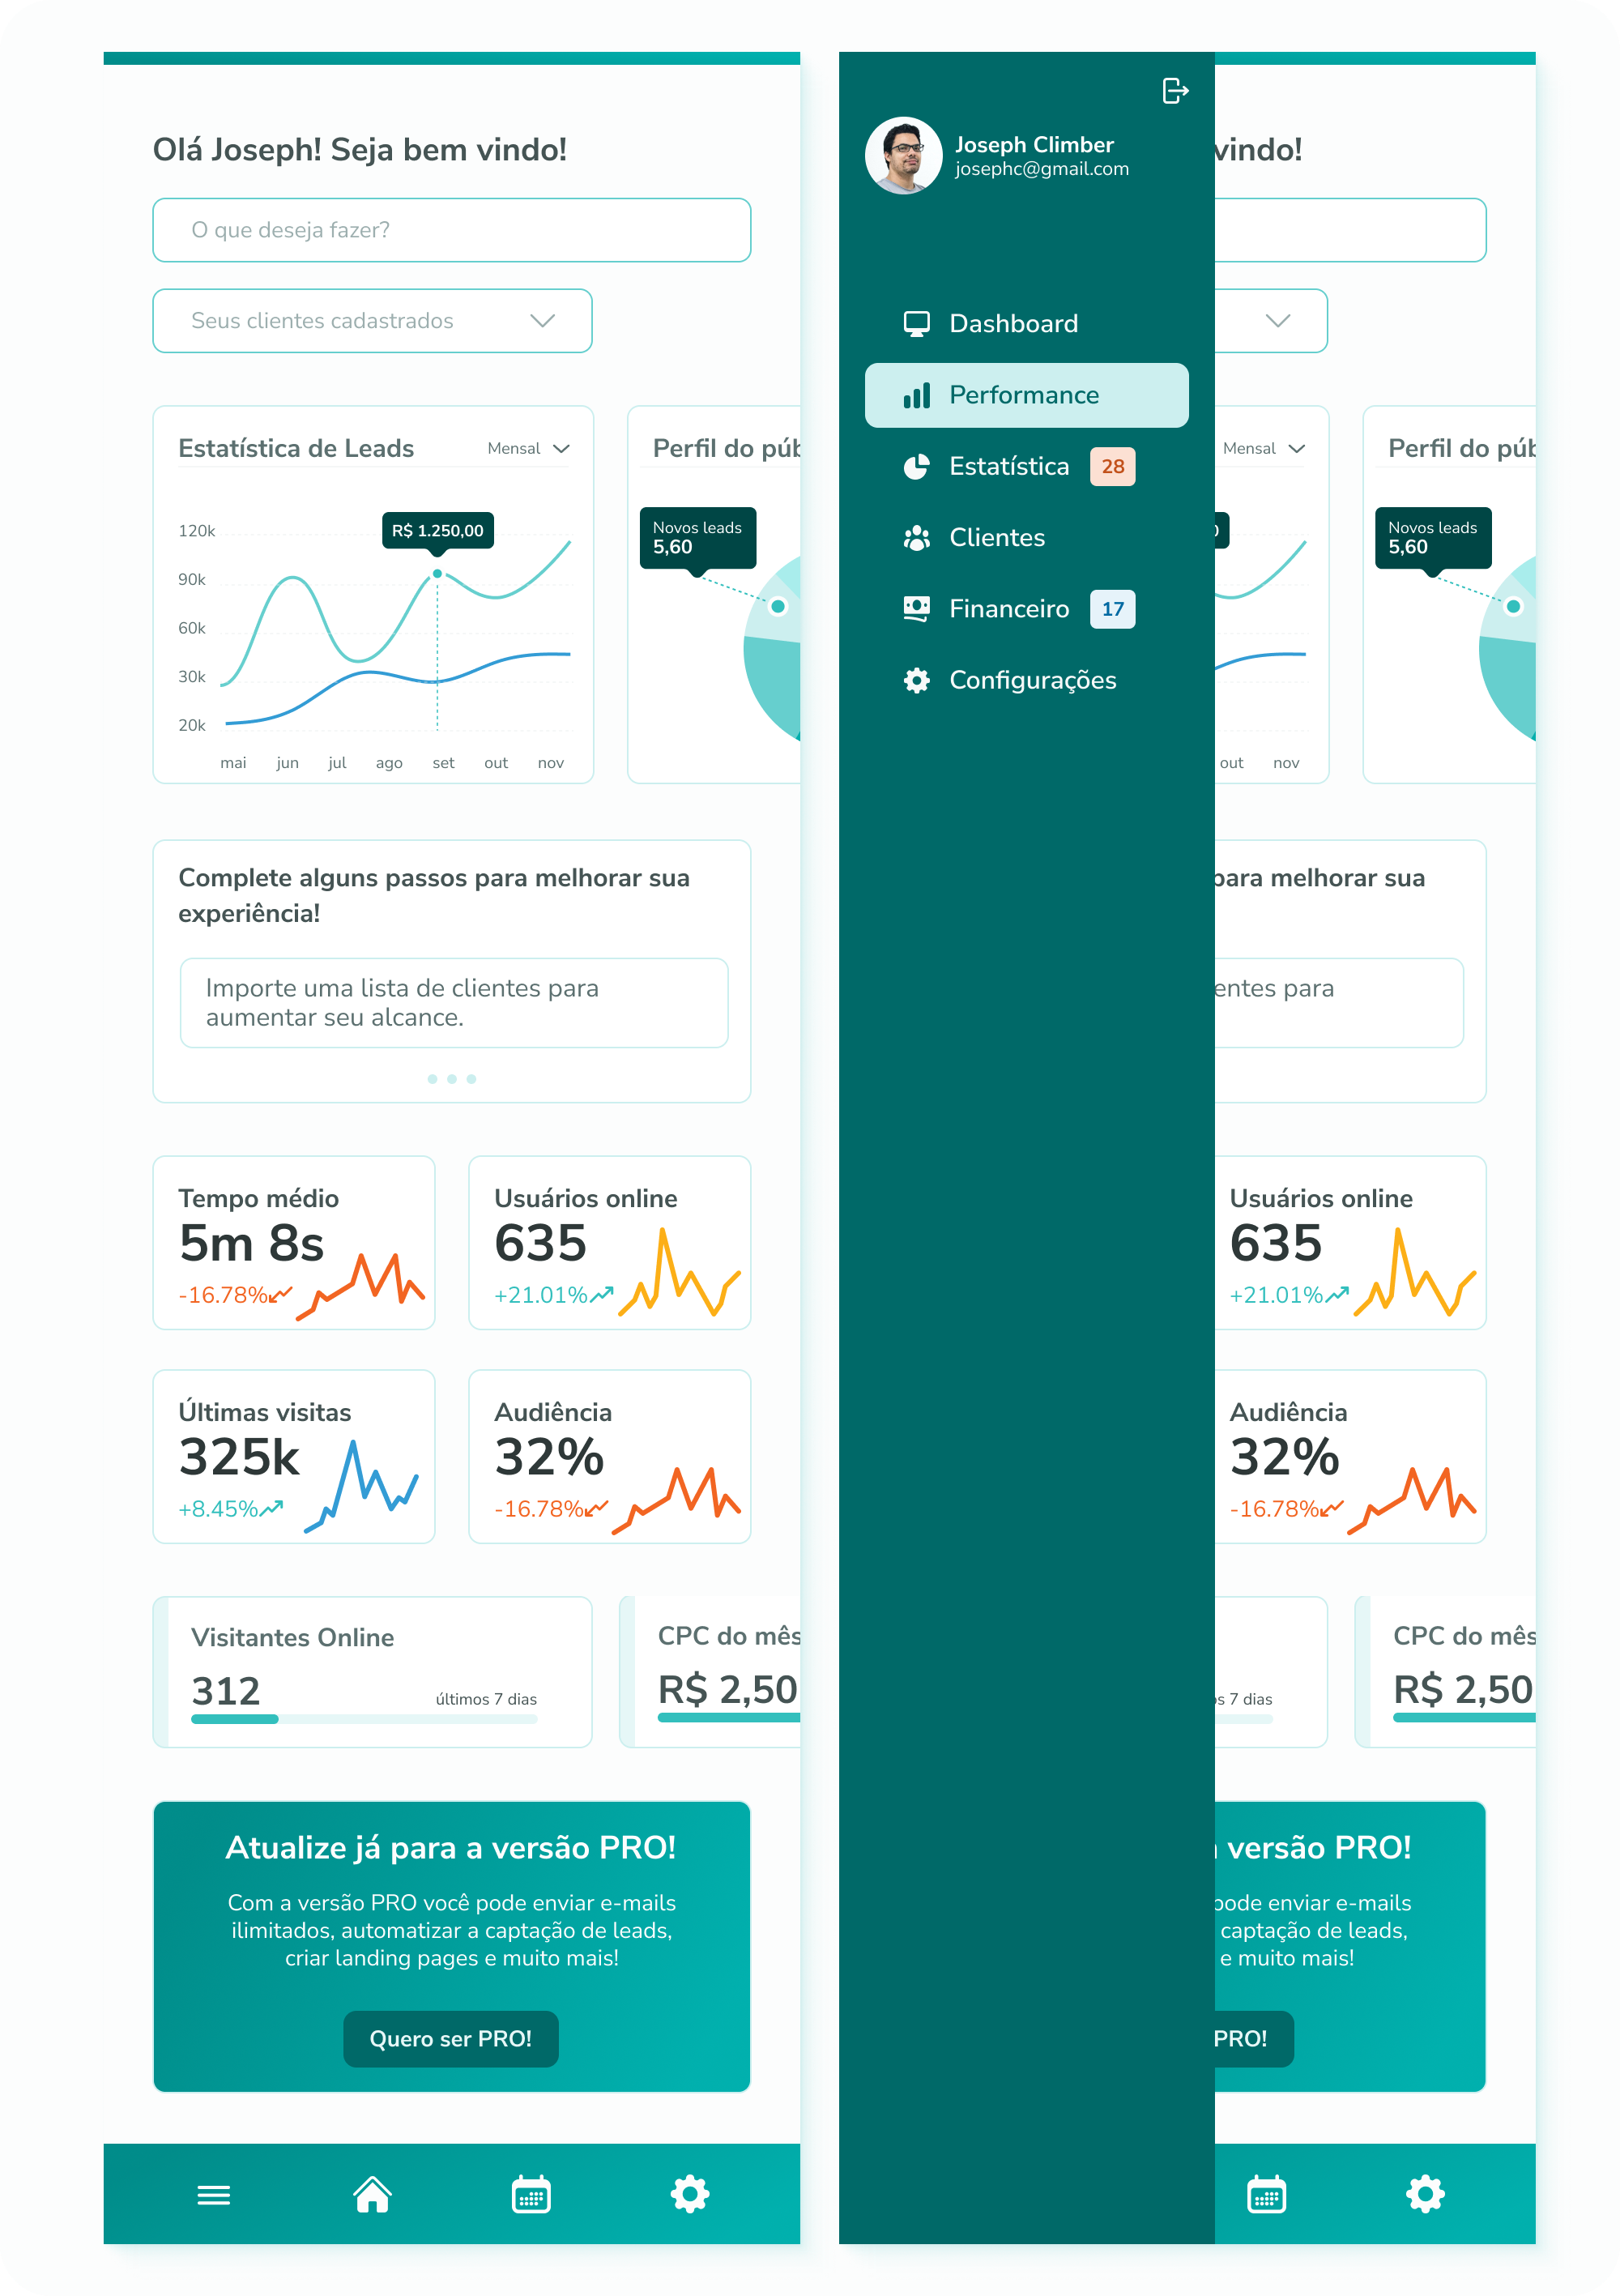 Olá Joseph! Seja bem vindo!
O que deseja fazer?
Seus clientes cadastrados
Estatística de Leads
Mensal
120k
90k
60k
30k
20k
R$ 1.250,00
mai jun jul ago set out nov
Perfil do púb
Novos leads
5,60
Complete alguns passos para melhorar sua
experiência!
Importe uma lista de clientes para
aumentar seu alcance.
Tempo médio
5m 8s
-16.78%
Usuários online
635
+21.01%
Últimas visitas
325k
+8.45%
Audiência
32%
-16.78%
Visitantes Online
312
últimos 7 dias
CPC do mês
R$ 2,50
Atualize já para a versão PRO!
Com a versão PRO você pode enviar e-mails
ilimitados, automatizar a captação de leads,
criar landing pages e muito mais!
Quero ser PRO!
Joseph Climber
josephc@gmail.com
Dashboard
Performance
Estatística 28
Clientes
Financeiro 17
Configurações
vindo!
Mensal
0
out nov
Perfil do púb
Novos leads
5,60
para melhorar sua
entes para
Usuários online
635
+21.01%
Audiência
32%
-16.78%
s 7 dias
CPC do mês
R$ 2,50
versão PRO!
pode enviar e-mails
captação de leads,
e muito mais!
PRO!